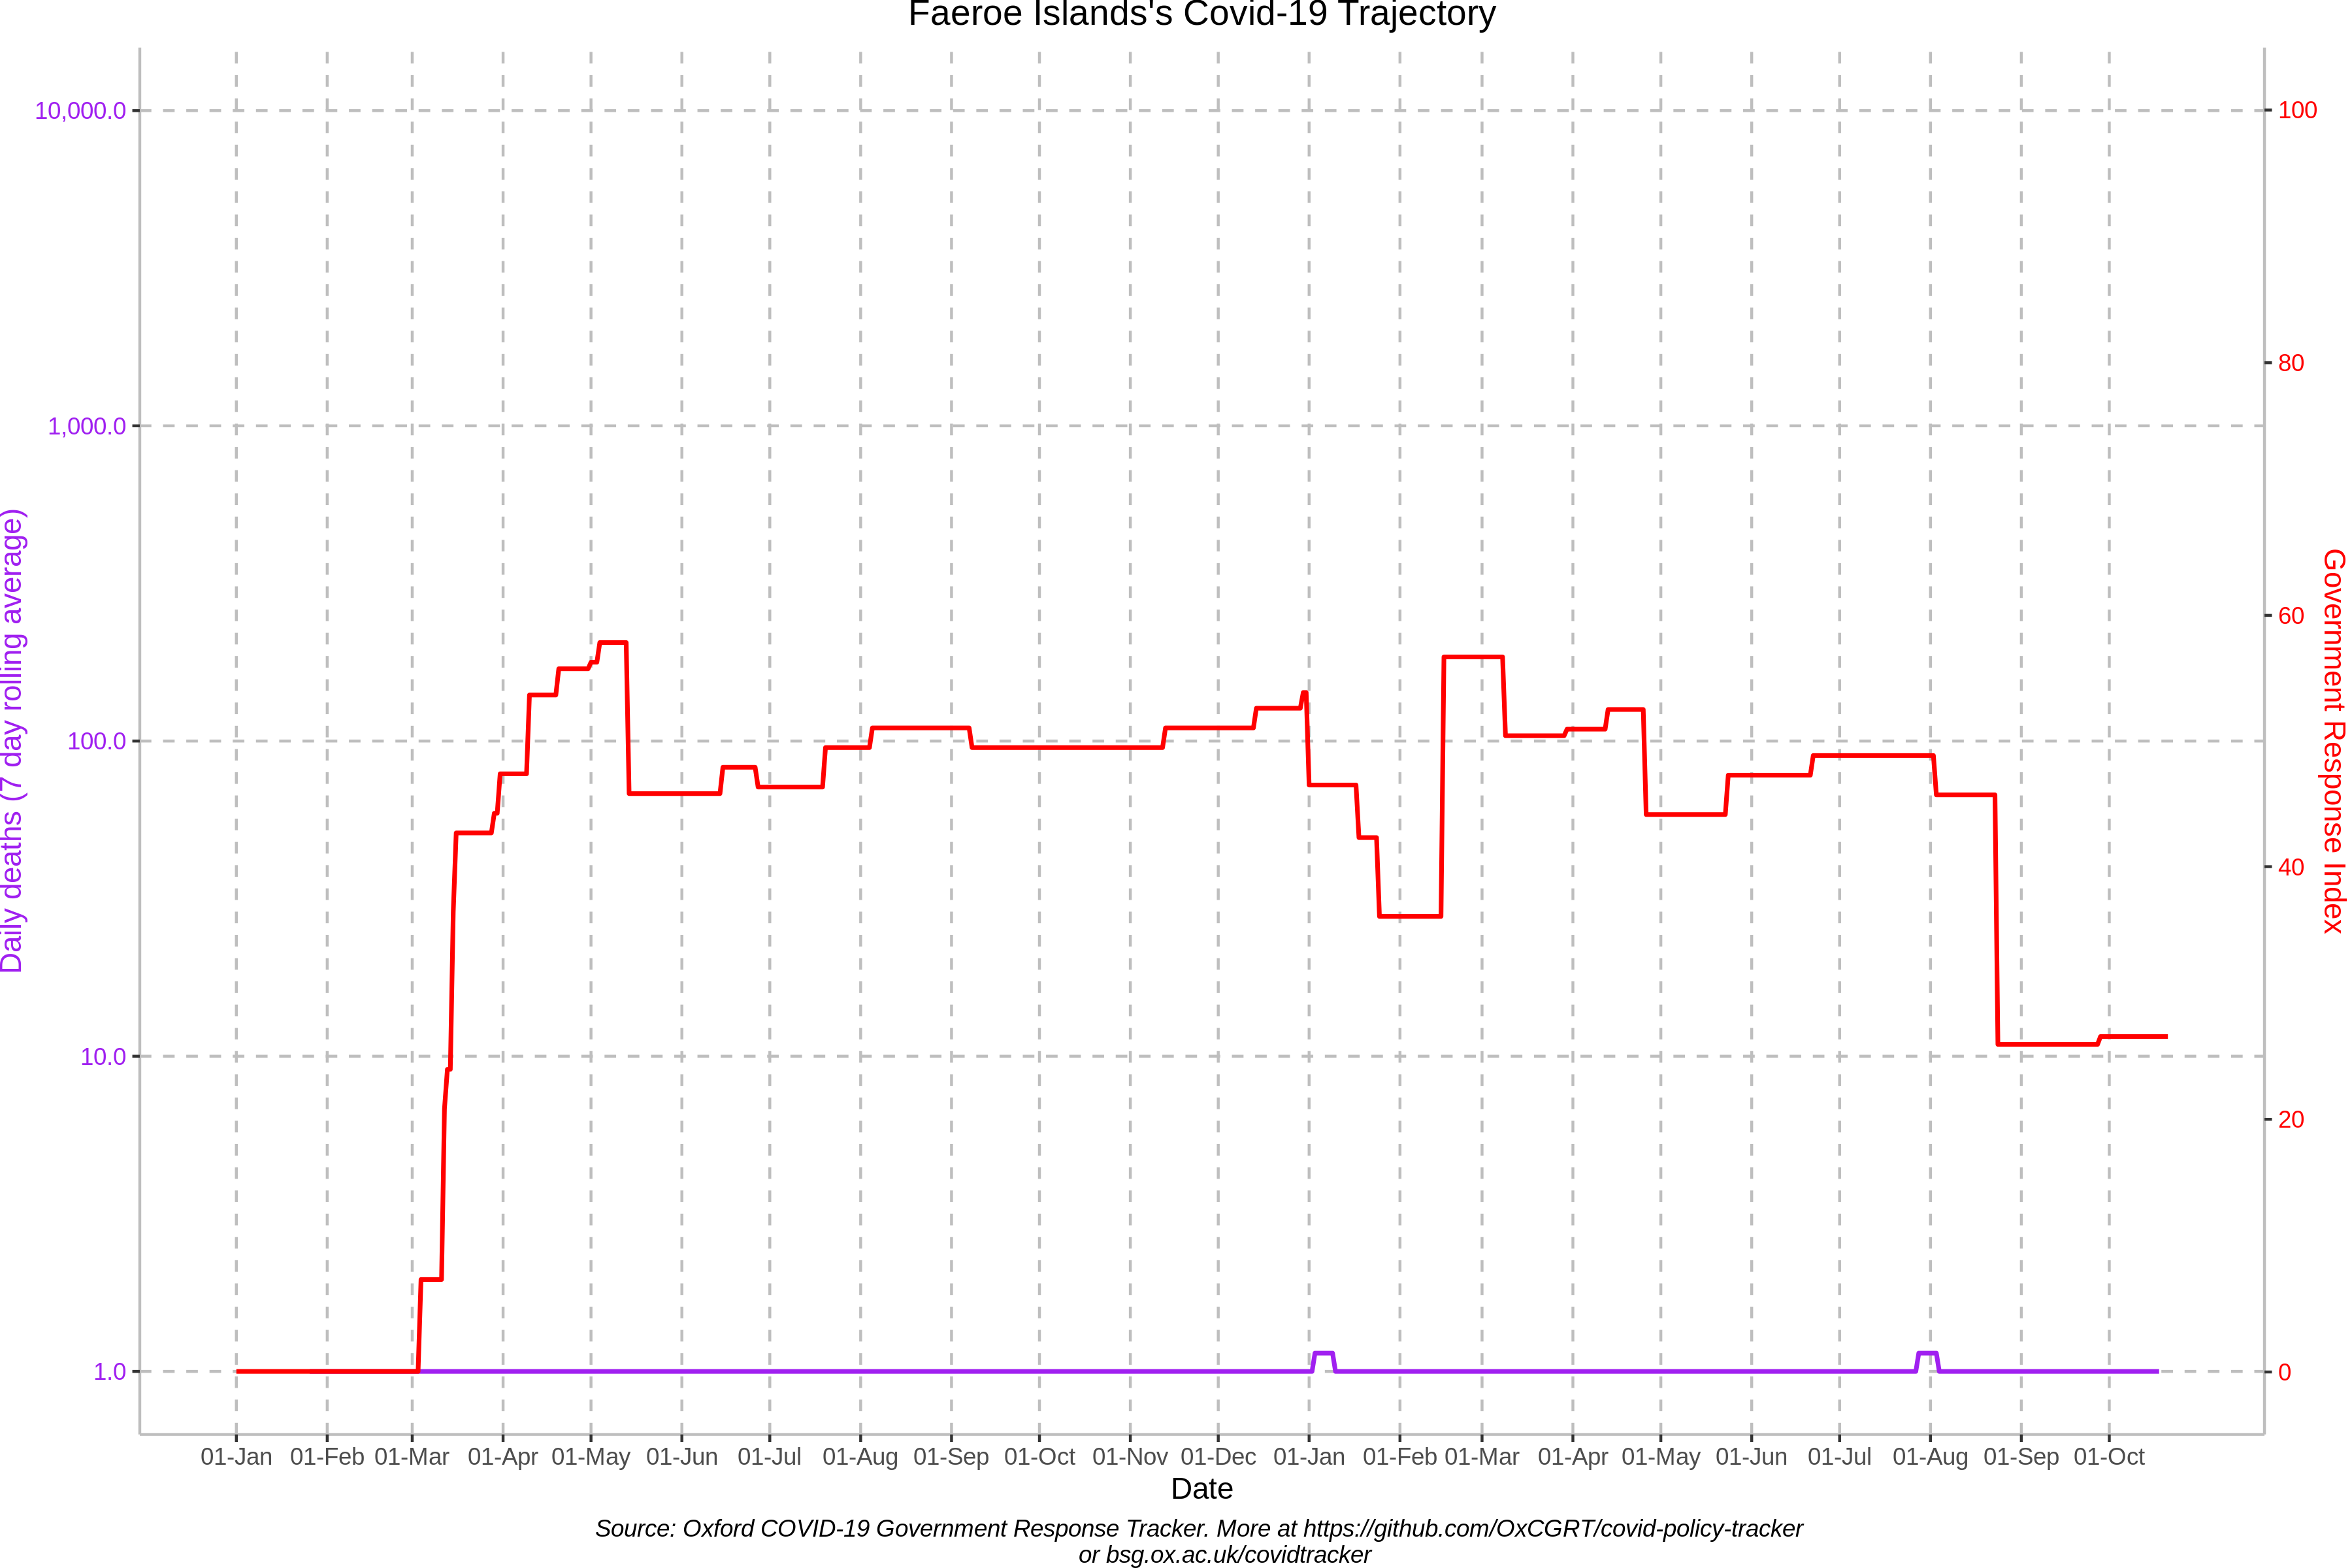 Faeroe Islands's Covid-19 Trajectory
10,000.0
1,000.0
100.0
10.0
1.0
Daily deaths (7 day rolling average)
100
80
60
40
20
0
Government Response Index
01-Jan 01-Feb 01-Mar 01-Apr 01-May 01-Jun 01-Jul 01-Aug 01-Sep 01-Oct 01-Nov 01-Dec 01-Jan 01-Feb 01-Mar 01-Apr 01-May 01-Jun 01-Jul 01-Aug 01-Sep 01-Oct
Date
Source: Oxford COVID-19 Government Response Tracker. More at https://github.com/OxCGRT/covid-policy-tracker
or bsg.ox.ac.uk/covidtracker